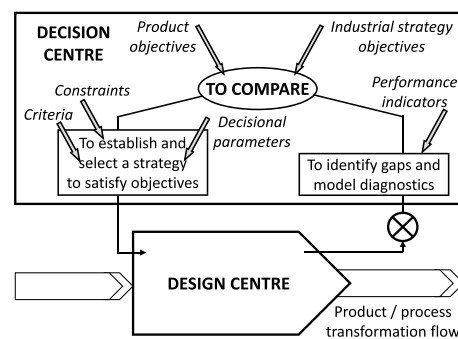 DECISION
CENTRE
Product
objectives
Industrial strategy
objectives
TO COMPARE
Performance
indicators
Constraints
Criteria
Decisional
parameters
To establish and
select a strategy
to satisfy objectives
To identify gaps and
model diagnostics
DESIGN CENTRE
Product / process
transformation flow